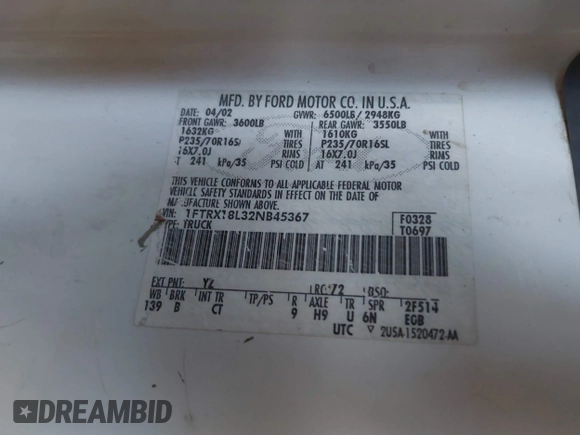 MFD. BY FORD MOTOR CO. IN U.S.A.
DATE: 04/02 GVWR: 6500LB/ 2948KG
FRONT GAWR: 3600LB REAR GAWR: 3550LB
1632KG WITH 1610KG WITH
P235/70R16SL TIRES P235/70R16SL TIRES
16X7.0J RIMS 16X7.0J RIMS
AT 241 kPa/35 PSI COLD AT 241 kPa/35 PSI COLD
THIS VEHICLE CONFORMS TO ALL APPLICABLE FEDERAL MOTOR
VEHICLE SAFETY STANDARDS IN EFFECT ON THE DATE OF
MANUFACTURE SHOWN ABOVE.
1FTRX18L32NB45367 F0328
TRUCK T0697
EXT PNT: YZ RC:72 DSO:
WB BRK INT TR TP/PS R AXLE TR SPR 2F514
139 B CT 9 H9 U 6N EGB
UTC ▽ 2U5A-1520472-AA
DREAMBID